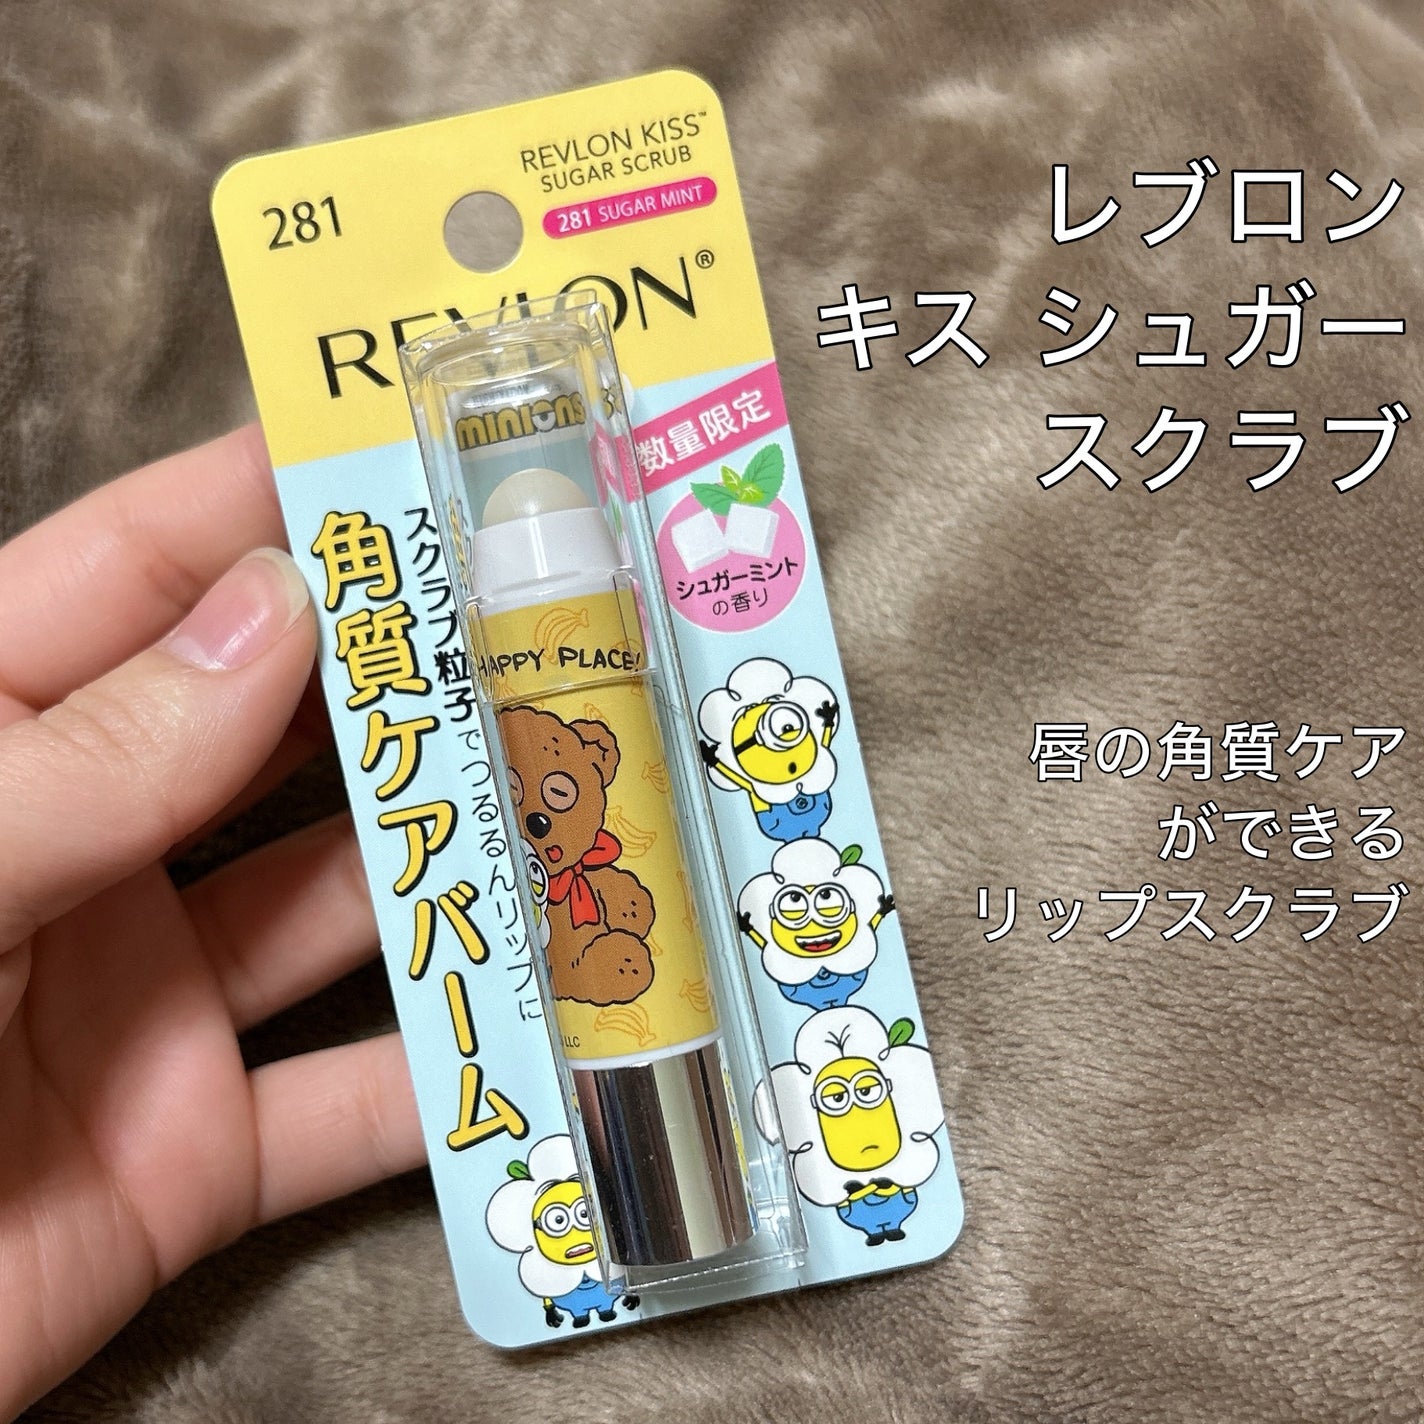 281
REVLON KISS™
SUGAR SCRUB
281 SUGAR MINT
REVLON®
minions
数量限定
シュガーミント
の香り
スクラブ粒子でつるるんリップに
角質ケアバーム
HAPPY PLACE!
LLC
レブロン
キス シュガー
スクラブ
唇の角質ケア
ができる
リップスクラブ